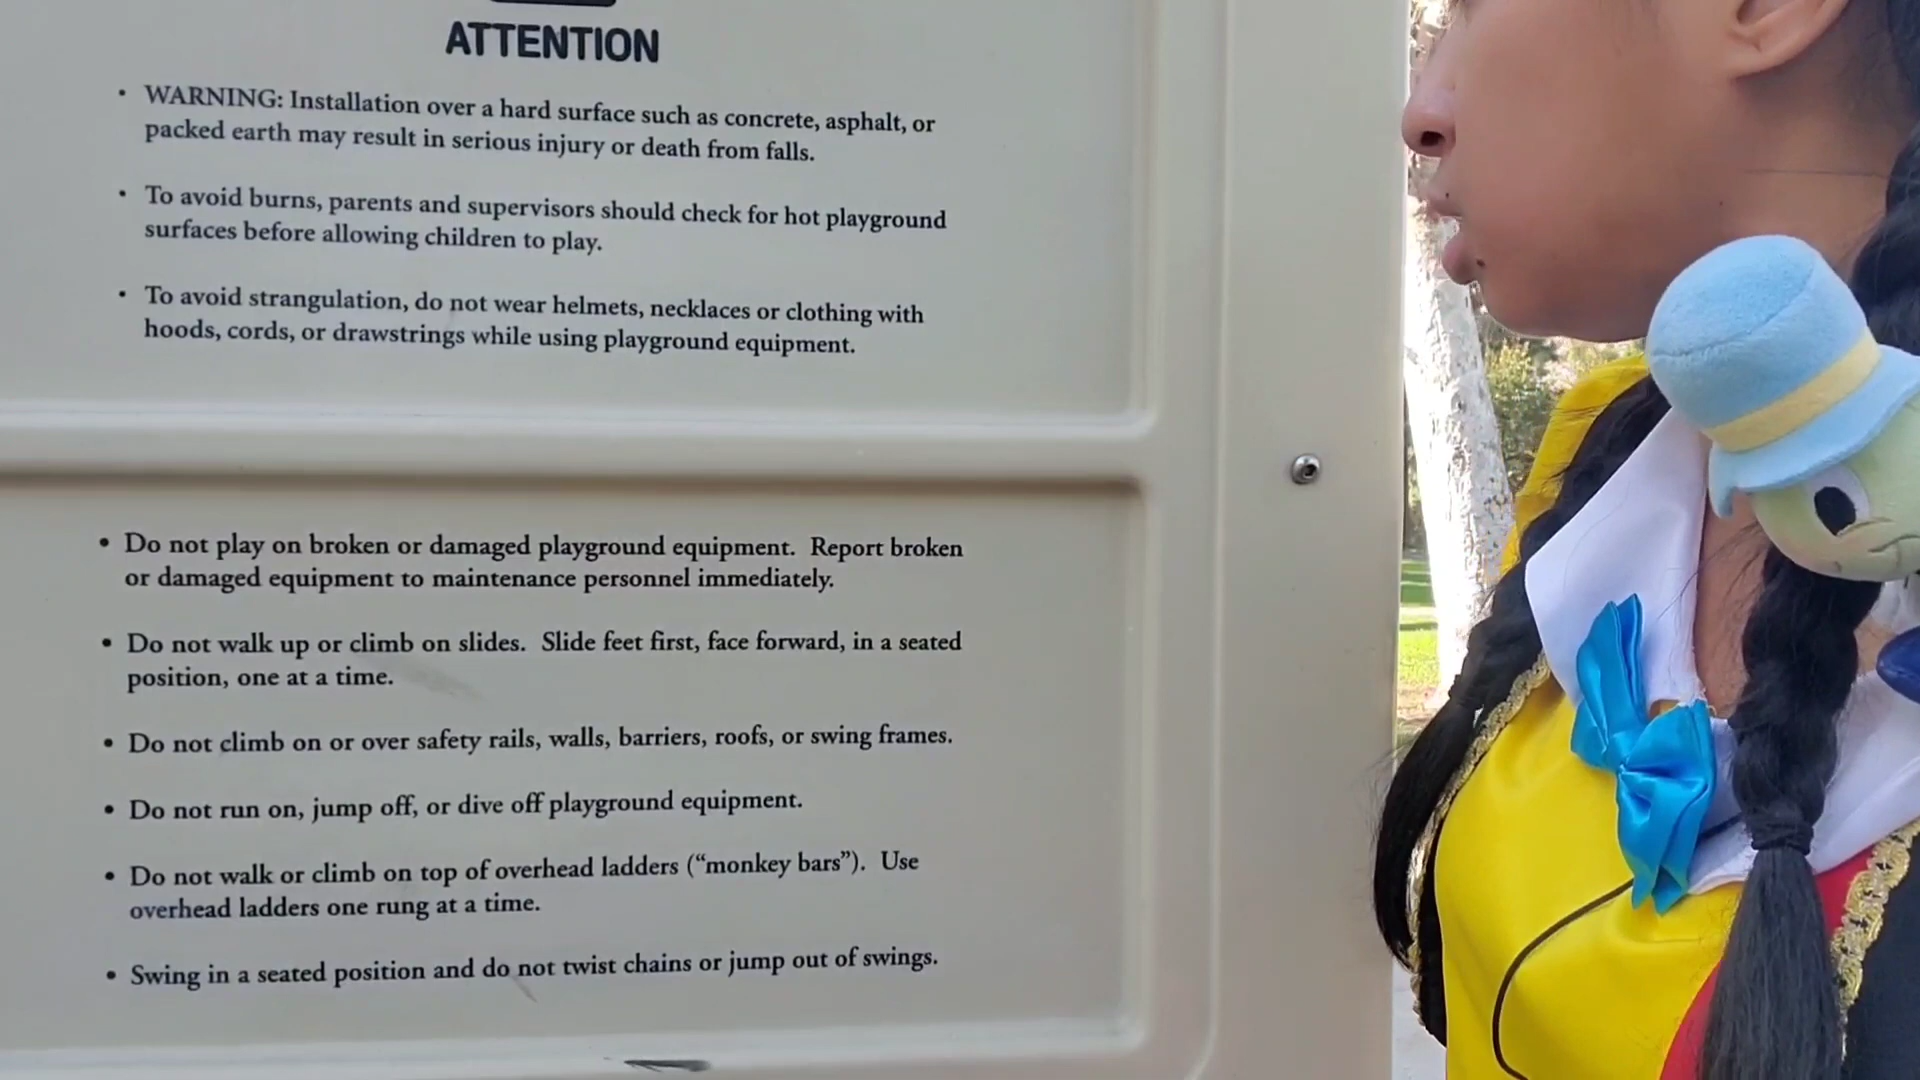 ATTENTION
• WARNING: Installation over a hard surface such as concrete, asphalt, or
packed earth may result in serious injury or death from falls.
• To avoid burns, parents and supervisors should check for hot playground
surfaces before allowing children to play.
• To avoid strangulation, do not wear helmets, necklaces or clothing with
hoods, cords, or drawstrings while using playground equipment.
• Do not play on broken or damaged playground equipment. Report broken
or damaged equipment to maintenance personnel immediately.
• Do not walk up or climb on slides. Slide feet first, face forward, in a seated
position, one at a time.
• Do not climb on or over safety rails, walls, barriers, roofs, or swing frames.
• Do not run on, jump off, or dive off playground equipment.
• Do not walk or climb on top of overhead ladders (“monkey bars”). Use
overhead ladders one rung at a time.
• Swing in a seated position and do not twist chains or jump out of swings.